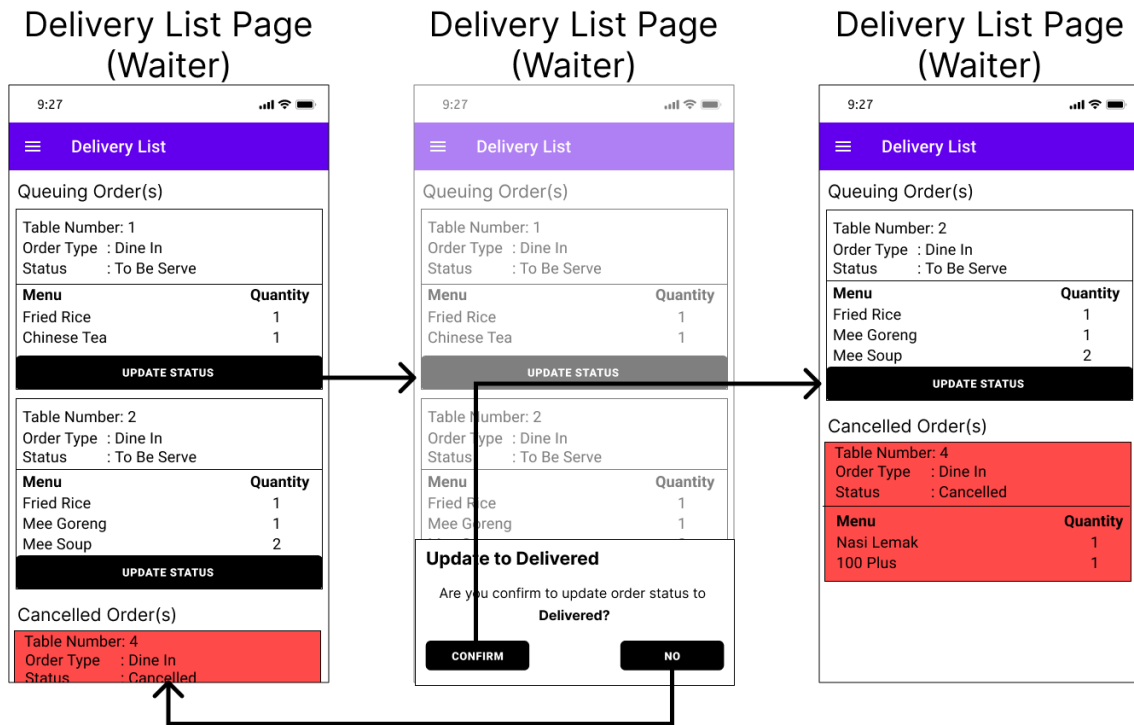 Delivery List Page
(Waiter)
9:27
Delivery List
Queuing Order(s)
Table Number: 1
Order Type : Dine In
Status : To Be Serve
Menu Quantity
Fried Rice 1
Chinese Tea 1
UPDATE STATUS
Table Number: 2
Order Type : Dine In
Status : To Be Serve
Menu Quantity
Fried Rice 1
Mee Goreng 1
Mee Soup 2
UPDATE STATUS
Cancelled Order(s)
Table Number: 4
Order Type : Dine In
Status : Cancelled
Delivery List Page
(Waiter)
9:27
Delivery List
Queuing Order(s)
Table Number: 1
Order Type : Dine In
Status : To Be Serve
Menu Quantity
Fried Rice 1
Chinese Tea 1
UPDATE STATUS
Table Number: 2
Order Type : Dine In
Status : To Be Serve
Menu Quantity
Fried Rice 1
Mee Goreng 1
Update to Delivered
Are you confirm to update order status to
Delivered?
CONFIRM NO
Delivery List Page
(Waiter)
9:27
Delivery List
Queuing Order(s)
Table Number: 2
Order Type : Dine In
Status : To Be Serve
Menu Quantity
Fried Rice 1
Mee Goreng 1
Mee Soup 2
UPDATE STATUS
Cancelled Order(s)
Table Number: 4
Order Type : Dine In
Status : Cancelled
Menu Quantity
Nasi Lemak 1
100 Plus 1